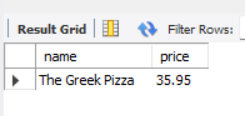 Result Grid Filter Rows:
name price
The Greek Pizza 35.95